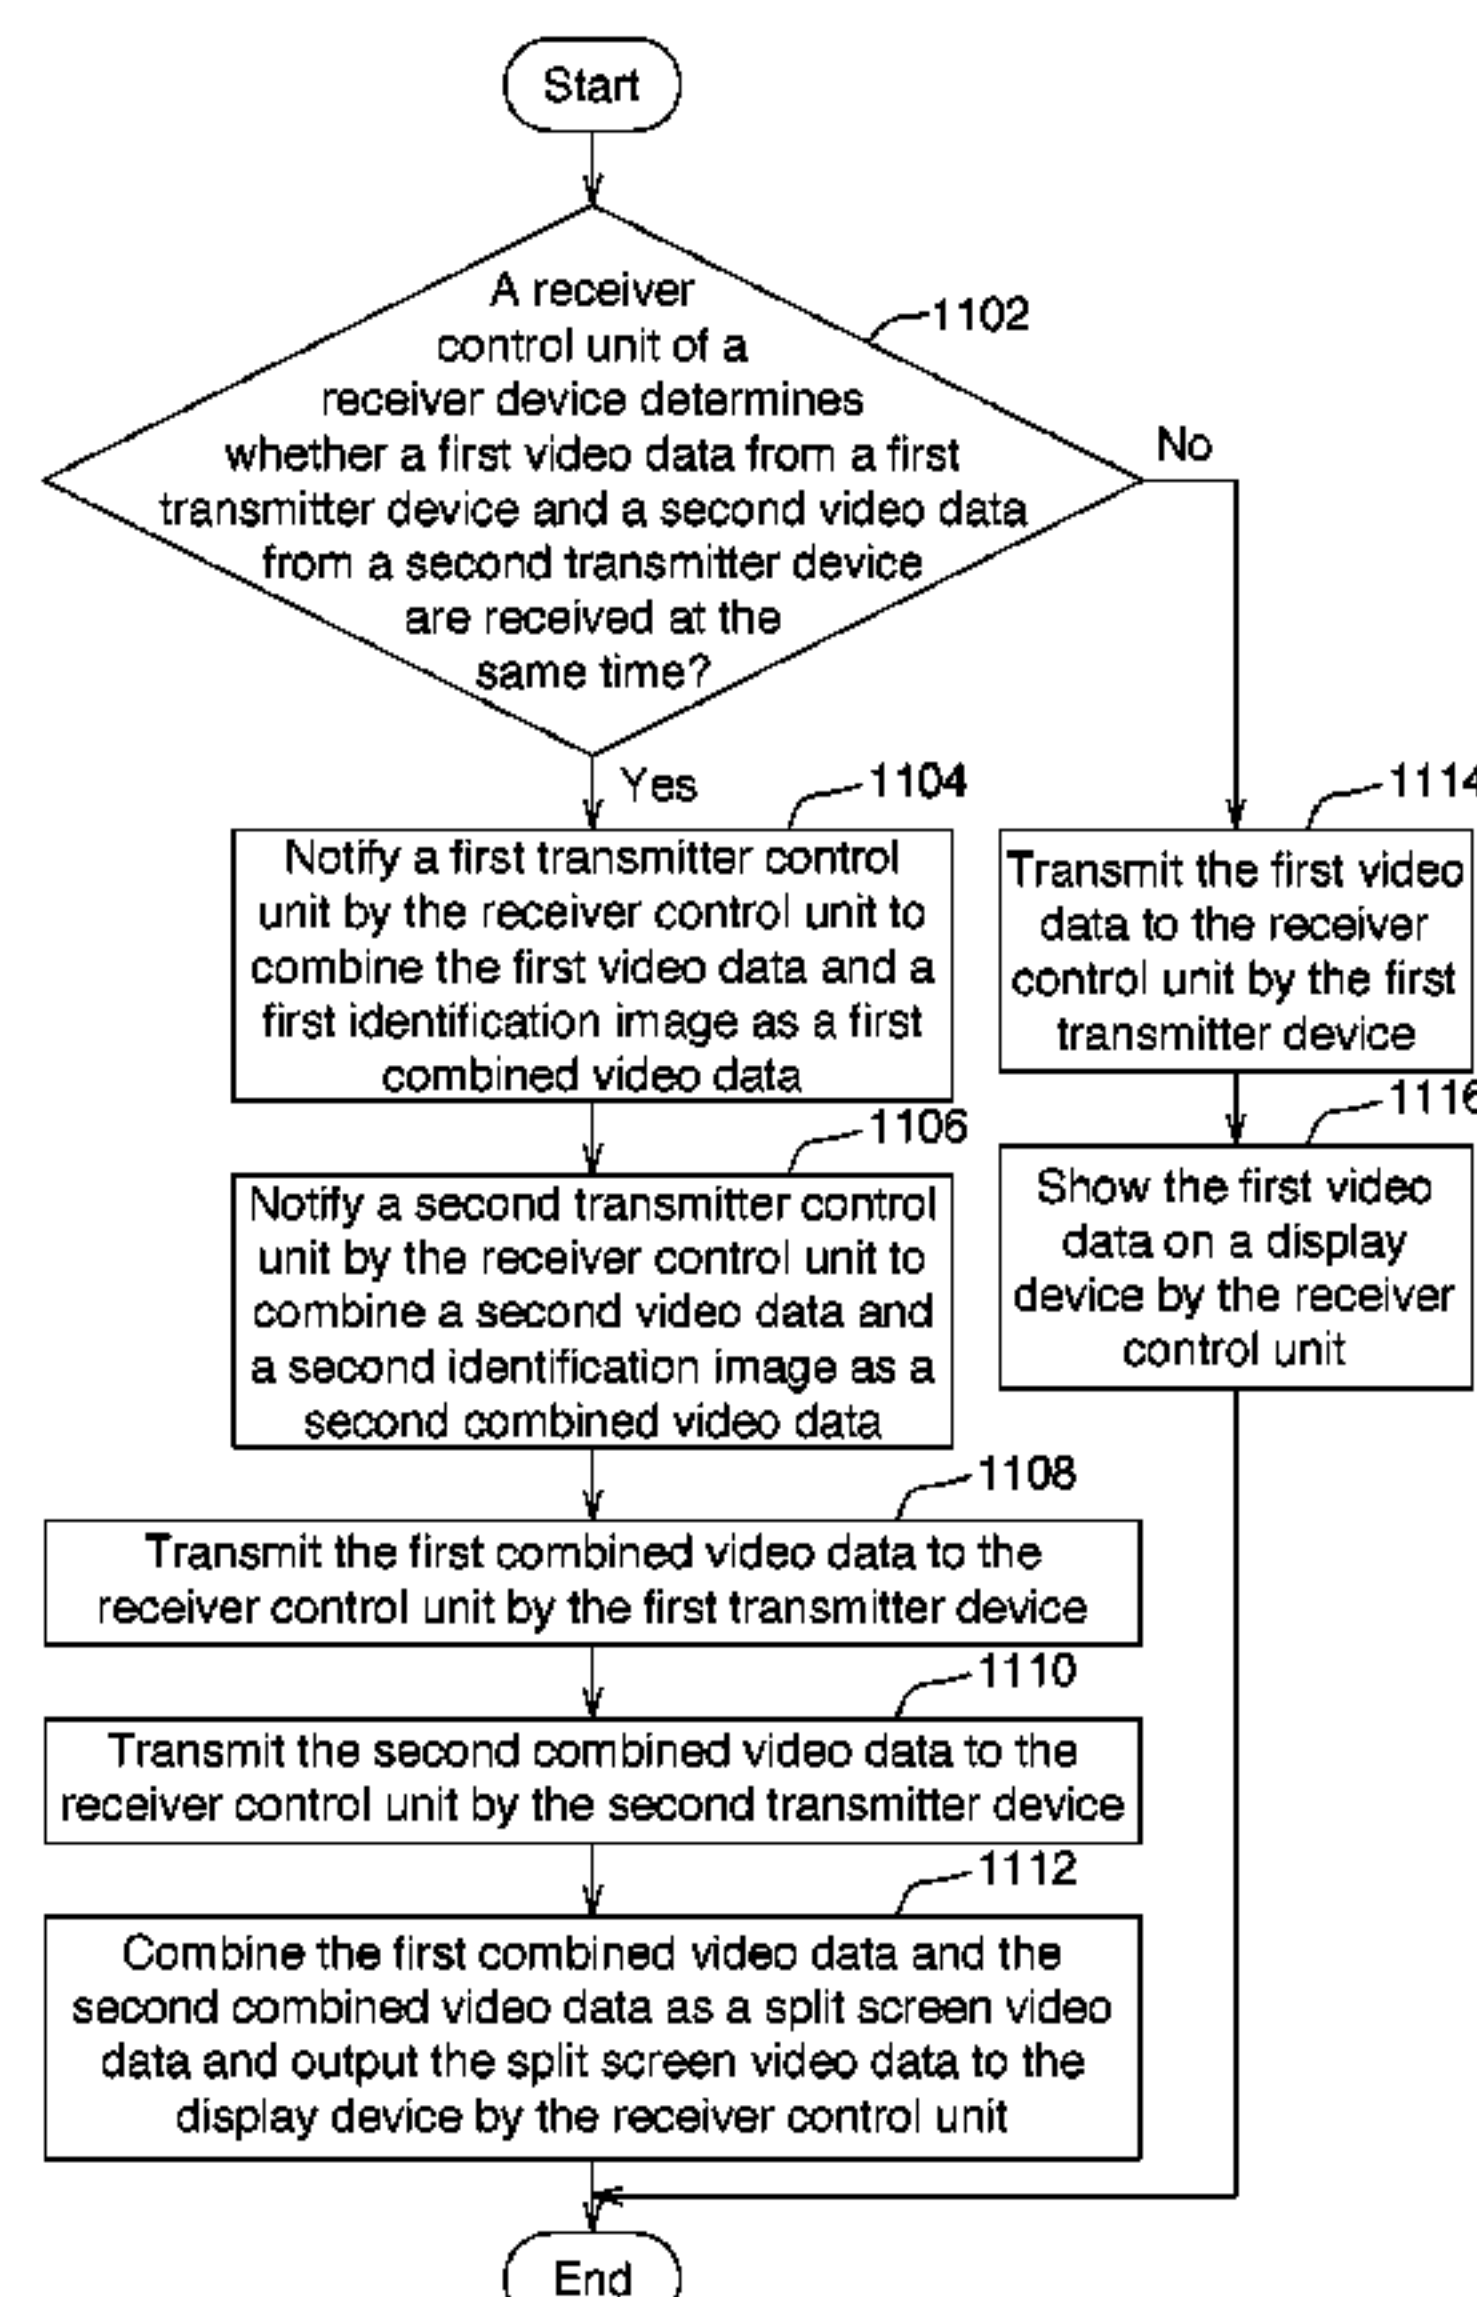 Start
A receiver
control unit of a
receiver device determines
whether a first video data from a first
transmitter device and a second video data
from a second transmitter device
are received at the
same time?
1102
No
Yes
1104
Notify a first transmitter control
unit by the receiver control unit to
combine the first video data and a
first identification image as a first
combined video data
1114
Transmit the first video
data to the receiver
control unit by the first
transmitter device
1106
Notify a second transmitter control
unit by the receiver control unit to
combine a second video data and
a second identification image as a
second combined video data
1116
Show the first video
data on a display
device by the receiver
control unit
1108
Transmit the first combined video data to the
receiver control unit by the first transmitter device
1110
Transmit the second combined video data to the
receiver control unit by the second transmitter device
1112
Combine the first combined video data and the
second combined video data as a split screen video
data and output the split screen video data to the
display device by the receiver control unit
End